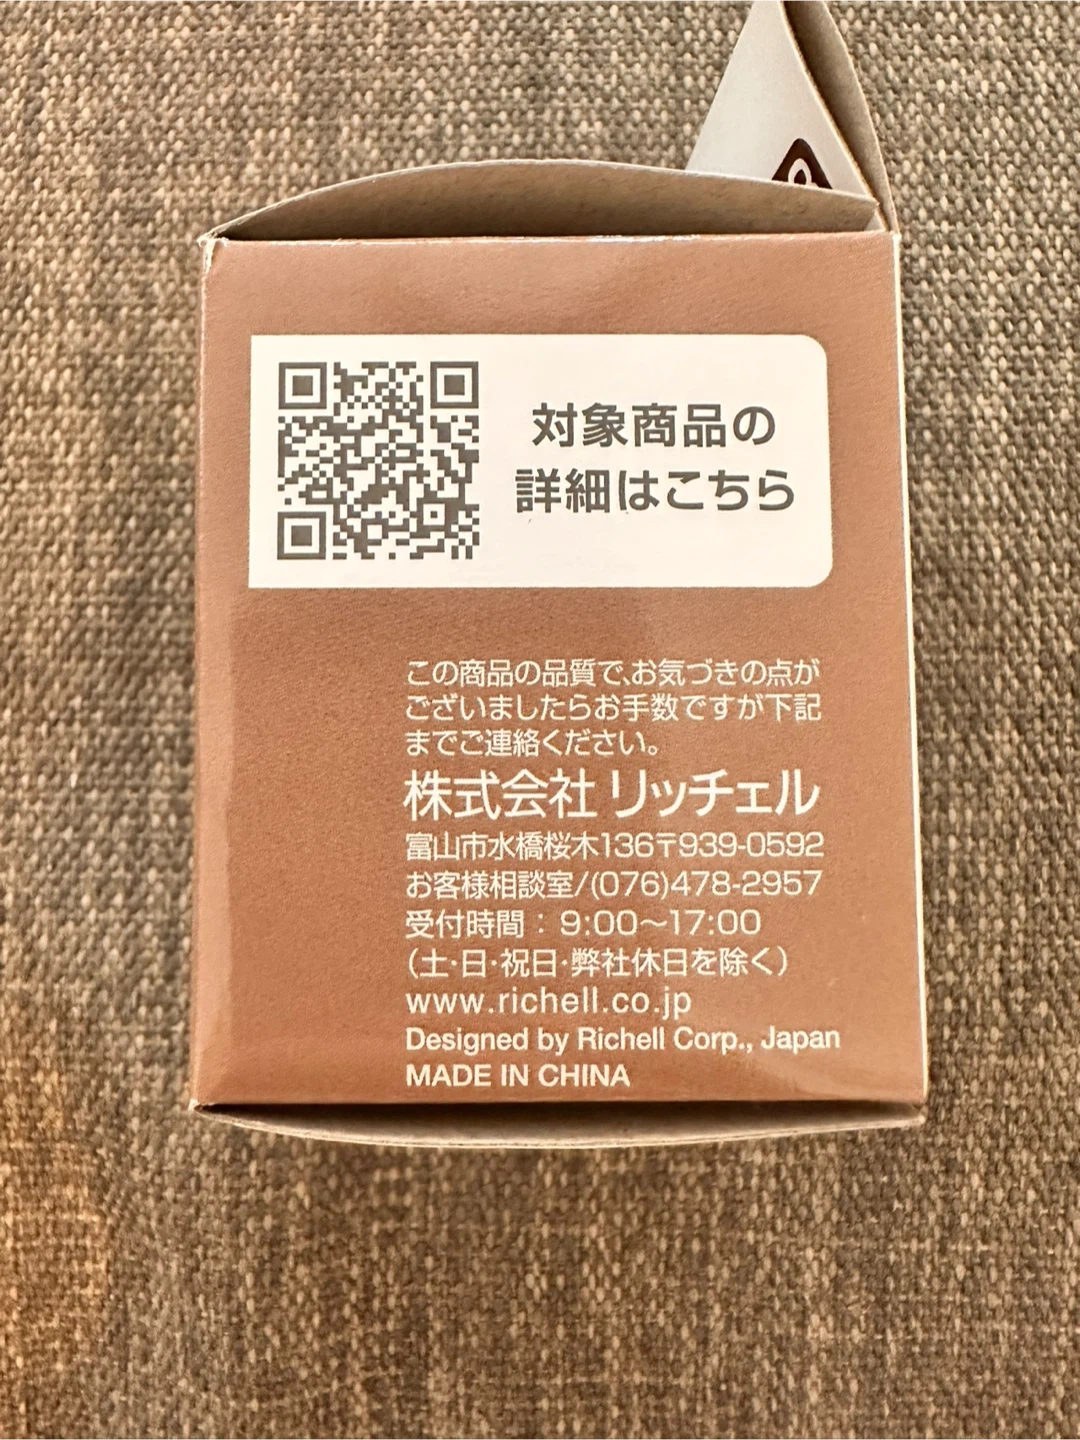 対象商品の
詳細はこちら
この商品の品質で、お気づきの点が
ございましたらお手数ですが下記
までご連絡ください。
株式会社 リッチェル
富山市水橋桜木136〒939-0592
お客様相談室/(076)478-2957
受付時間：9:00〜17:00
(土・日・祝日・弊社休日を除く)
www.richell.co.jp
Designed by Richell Corp., Japan
MADE IN CHINA